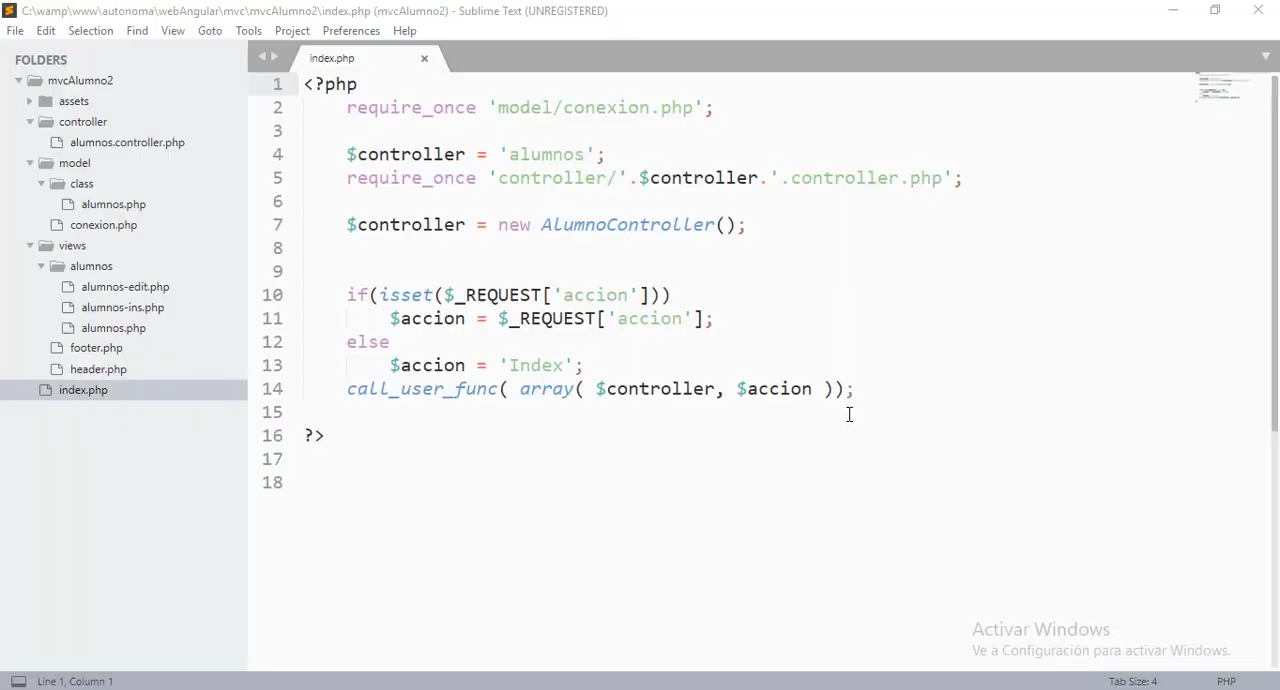 C:\wamp\www\autonoma\webAngular\mvc\mvcAlumno2\index.php (mvcAlumno2) - Sublime Text (UNREGISTERED)
File Edit Selection Find View Goto Tools Project Preferences Help
FOLDERS
mvcAlumno2
assets
controller
alumnos.controller.php
model
class
alumnos.php
conexion.php
views
alumnos
alumnos-edit.php
alumnos-ins.php
alumnos.php
footer.php
header.php
index.php
index.php
1 <?php
2 require_once 'model/conexion.php';
3
4 $controller = 'alumnos';
5 require_once 'controller/'.$controller.'.controller.php';
6
7 $controller = new AlumnoController();
8
9
10 if(isset($_REQUEST['accion']))
11 $accion = $_REQUEST['accion'];
12 else
13 $accion = 'Index';
14 call_user_func( array( $controller, $accion ));
15
16 ?>
17
18
Activar Windows
Ve a Configuración para activar Windows.
Line 1, Column 1 Tab Size: 4 PHP